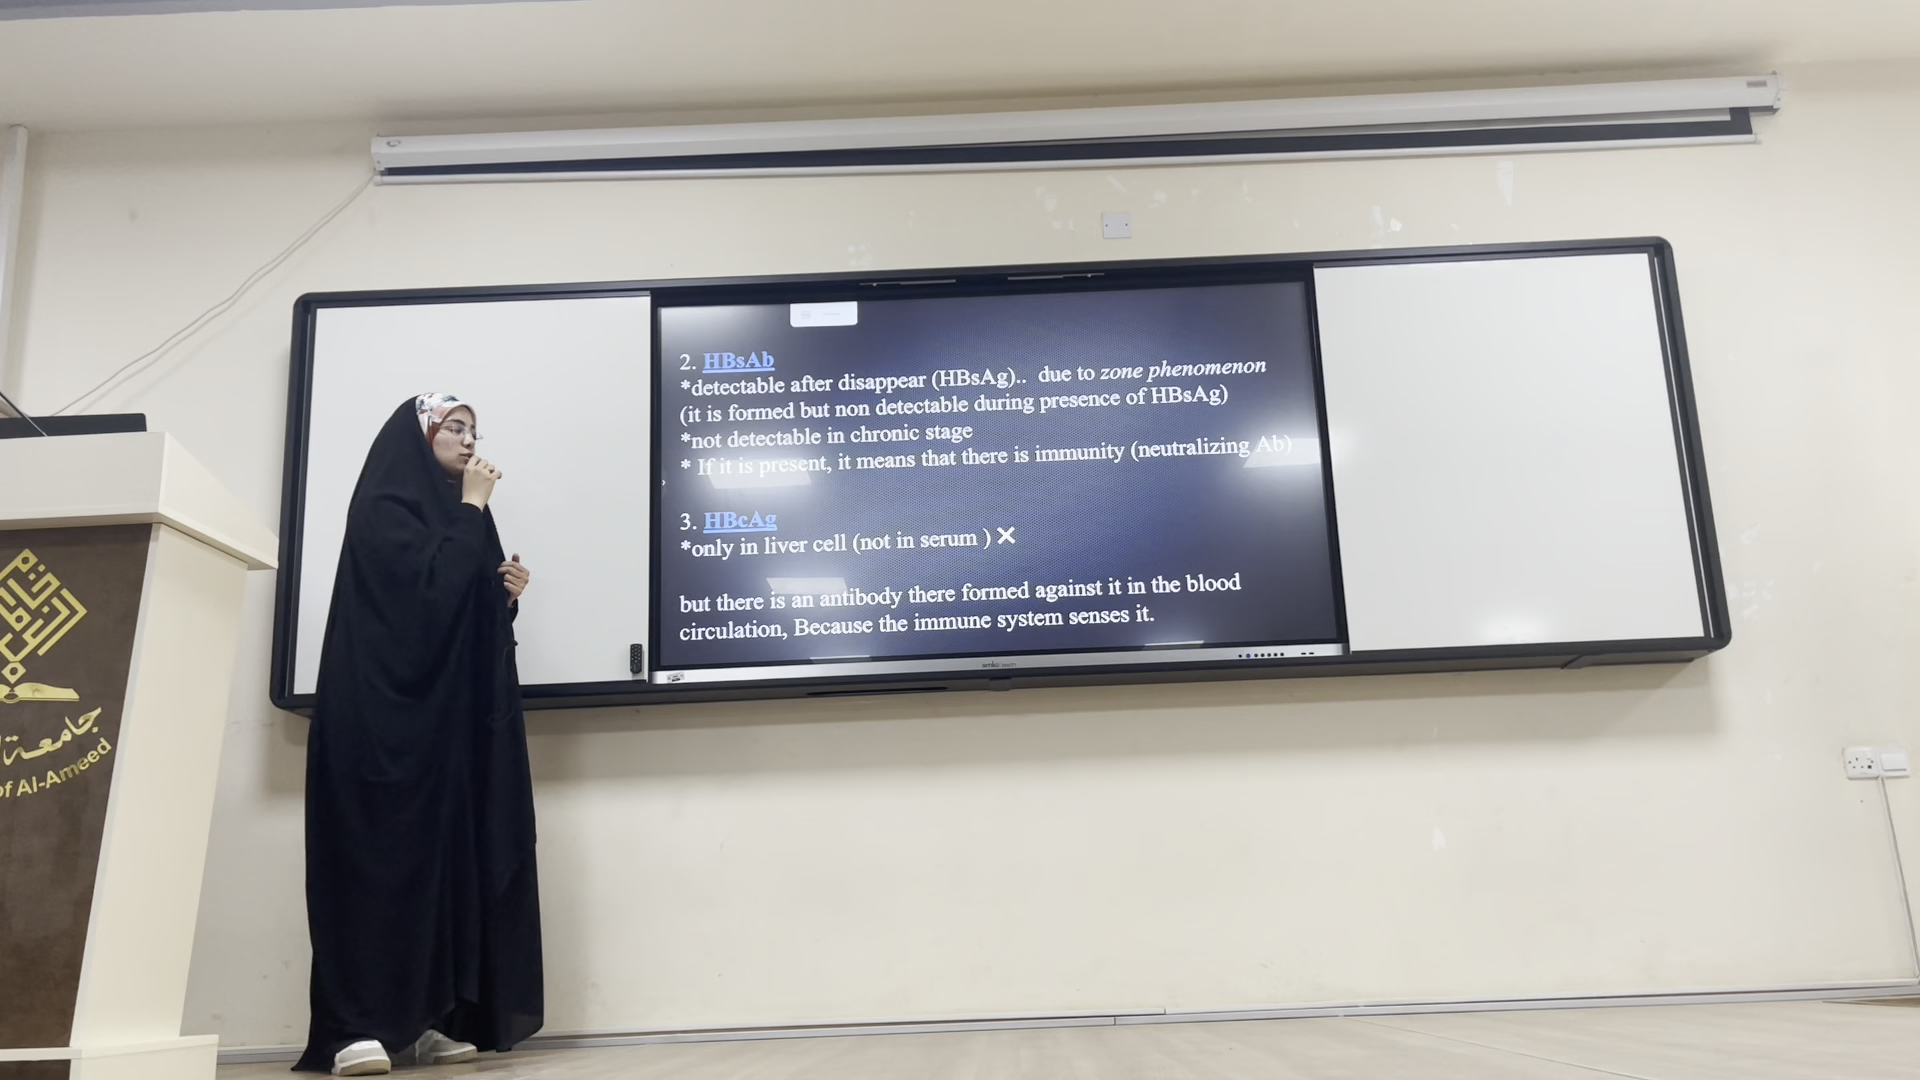 2. HBsAb
*detectable after disappear (HBsAg).. due to zone phenomenon
(it is formed but non detectable during presence of HBsAg)
*not detectable in chronic stage
* If it is present, it means that there is immunity (neutralizing Ab)
3. HBcAg
*only in liver cell (not in serum ) ✕
but there is an antibody there formed against it in the blood
circulation, Because the immune system senses it.
جامعة
of Al-Ameed